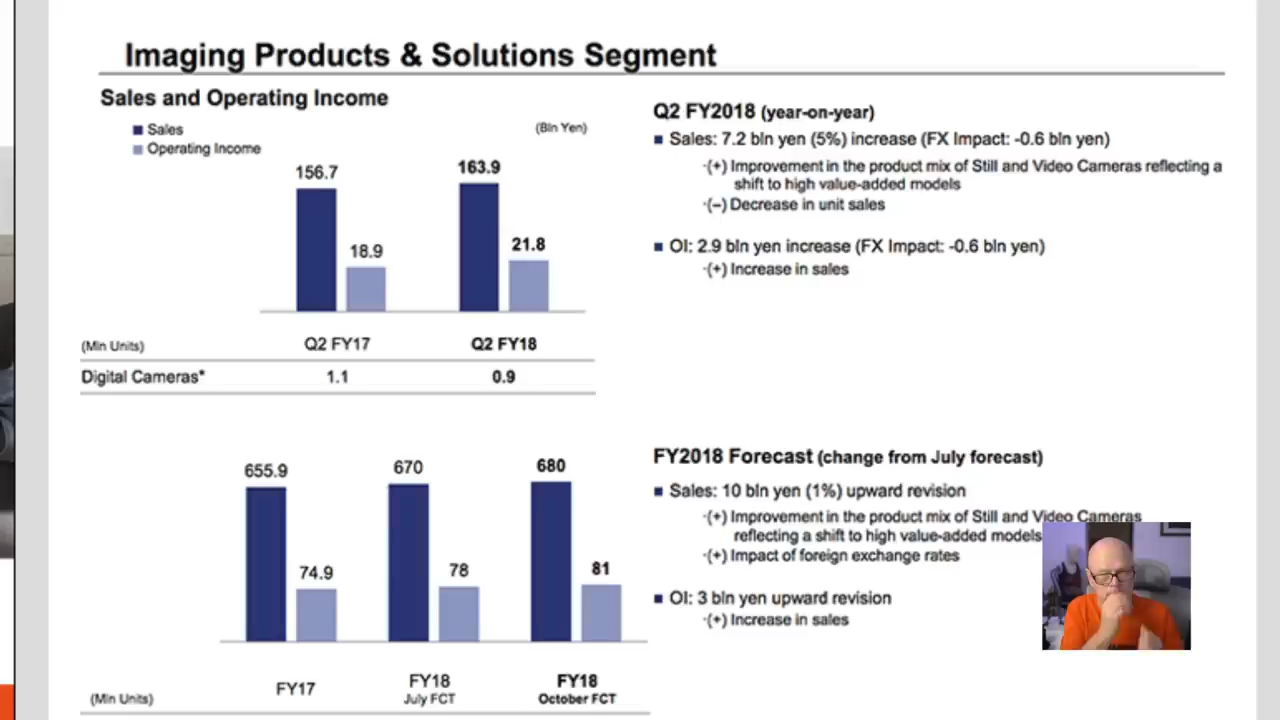 Imaging Products & Solutions Segment
Sales and Operating Income
Sales
Operating Income
(Bln Yen)
156.7
18.9
163.9
21.8
(Mln Units)
Q2 FY17
Q2 FY18
Digital Cameras*
1.1
0.9
655.9
74.9
670
78
680
81
(Mln Units)
FY17
FY18
July FCT
FY18
October FCT
Q2 FY2018 (year-on-year)
Sales: 7.2 bln yen (5%) increase (FX Impact: -0.6 bln yen)
·(+) Improvement in the product mix of Still and Video Cameras reflecting a
shift to high value-added models
·(–) Decrease in unit sales
OI: 2.9 bln yen increase (FX Impact: -0.6 bln yen)
·(+) Increase in sales
FY2018 Forecast (change from July forecast)
Sales: 10 bln yen (1%) upward revision
·(+) Improvement in the product mix of Still and Video Cameras
reflecting a shift to high value-added models
·(+) Impact of foreign exchange rates
OI: 3 bln yen upward revision
·(+) Increase in sales